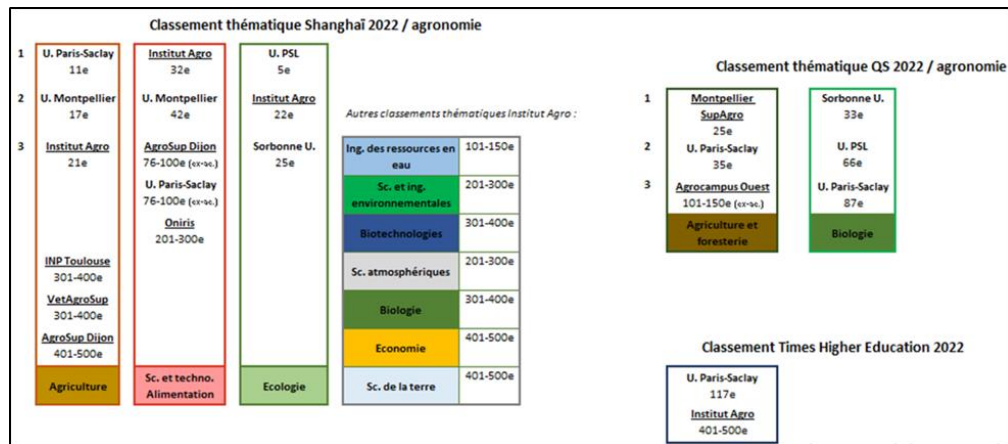 Classement thématique Shanghaï 2022 / agronomie
1
U. Paris-Saclay
11e
2
U. Montpellier
17e
3
Institut Agro
21e
INP Toulouse
301-400e
VetAgroSup
301-400e
AgroSup Dijon
401-500e
Agriculture
Institut Agro
32e
U. Montpellier
42e
AgroSup Dijon
76-100e (ex-æc.)
U. Paris-Saclay
76-100e (ex-æc.)
Oniris
201-300e
Sc. et techno.
Alimentation
U. PSL
5e
Institut Agro
22e
Sorbonne U.
25e
Ecologie
Autres classements thématiques Institut Agro :
Ing. des ressources en
eau
101-150e
Sc. et ing.
environnementales
201-300e
Biotechnologies
301-400e
Sc. atmosphériques
201-300e
Biologie
301-400e
Economie
401-500e
Sc. de la terre
401-500e
Classement thématique QS 2022 / agronomie
1
Montpellier
SupAgro
25e
2
U. Paris-Saclay
35e
3
Agrocampus Ouest
101-150e (ex-æc.)
Agriculture et
foresterie
Sorbonne U.
33e
U. PSL
66e
U. Paris-Saclay
87e
Biologie
Classement Times Higher Education 2022
U. Paris-Saclay
117e
Institut Agro
401-500e